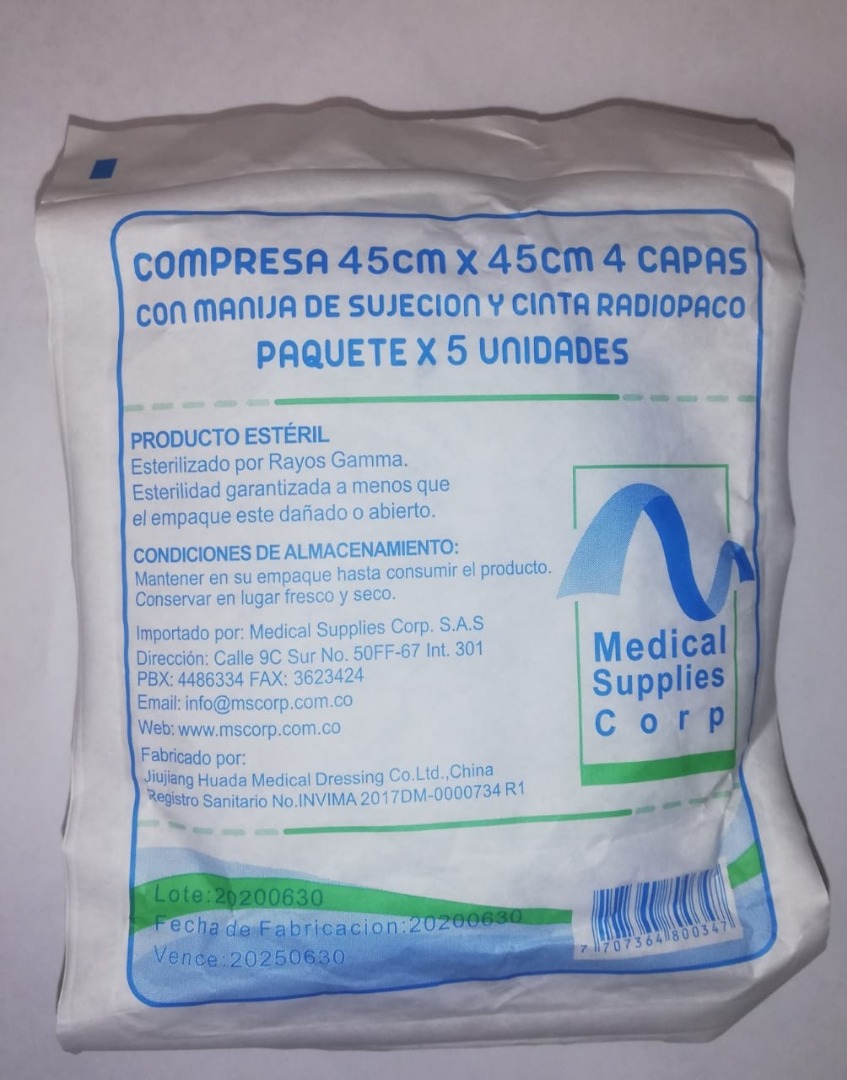 COMPRESA 45cm X 45cm 4 CAPAS
CON MANIJA DE SUJECION Y CINTA RADIOPACO
PAQUETE X 5 UNIDADES
PRODUCTO ESTÉRIL
Esterilizado por Rayos Gamma.
Esterilidad garantizada a menos que
el empaque este dañado o abierto.
CONDICIONES DE ALMACENAMIENTO:
Mantener en su empaque hasta consumir el producto.
Conservar en lugar fresco y seco.
Importado por: Medical Supplies Corp. S.A.S
Dirección: Calle 9C Sur No. 50FF-67 Int. 301
PBX: 4486334 FAX: 3623424
Email: info@mscorp.com.co
Web: www.mscorp.com.co
Fabricado por:
Jiujiang Huada Medical Dressing Co.Ltd.,China
Registro Sanitario No.INVIMA 2017DM-0000734 R1
Medical
Supplies
Corp
Lote:20200630
Fecha de Fabricacion:20200630
Vence:20250630
7 707364 800347